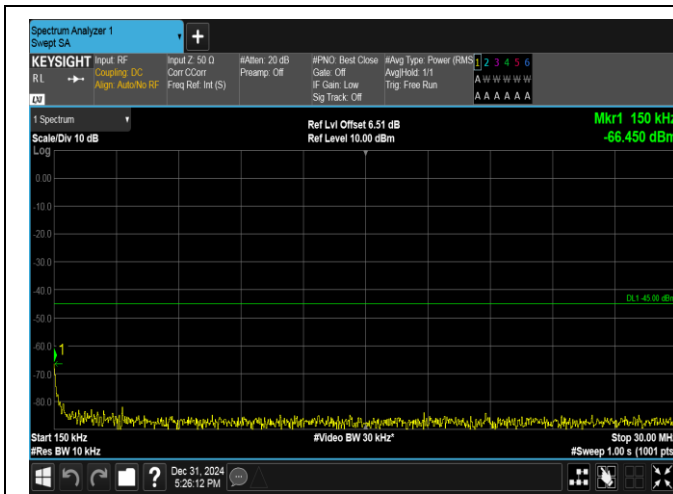 Spectrum Analyzer 1
Swept SA
+
KEYSIGHT
RL
LXI
Input: RF
Coupling: DC
Align: Auto/No RF
Input Z: 50 Ω
Corr CCorr
Freq Ref: Int (S)
#Atten: 20 dB
Preamp: Off
#PNO: Best Close
Gate: Off
IF Gain: Low
Sig Track: Off
#Avg Type: Power (RMS
Avg|Hold: 1/1
Trig: Free Run
1 2 3 4 5 6
A W W W W W
A A A A A A
1 Spectrum
Scale/Div 10 dB
Log
Ref Lvl Offset 6.51 dB
Ref Level 10.00 dBm
Mkr1 150 kHz
-66.450 dBm
0.00
-10.0
-20.0
-30.0
-40.0
DL1 -45.00 dBm
-50.0
-60.0
1
-70.0
-80.0
Start 150 kHz
#Res BW 10 kHz
#Video BW 30 kHz*
Stop 30.00 MHz
#Sweep 1.00 s (1001 pts
?
Dec 31, 2024
5:26:12 PM